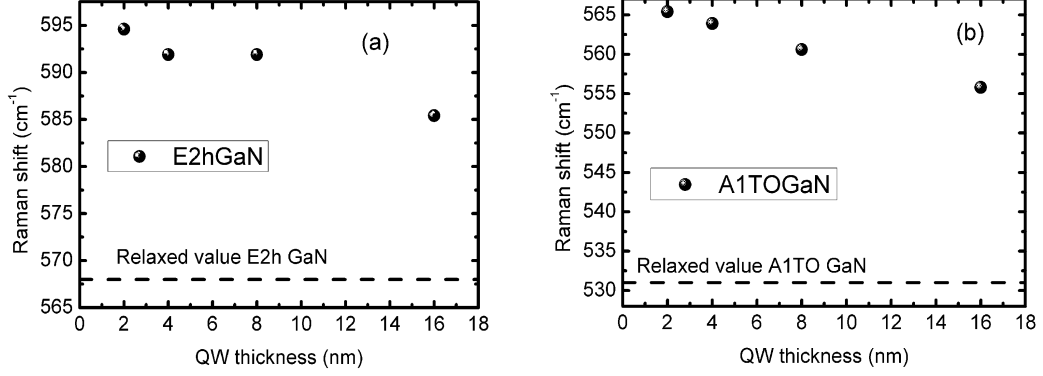 595
590
585
580
575
570
565
Raman shift (cm-1)
(a)
E2hGaN
Relaxed value E2h GaN
0 2 4 6 8 10 12 14 16 18
QW thickness (nm)
565
560
555
550
545
540
535
530
Raman shift (cm-1)
(b)
A1TOGaN
Relaxed value A1TO GaN
0 2 4 6 8 10 12 14 16 18
QW thickness (nm)